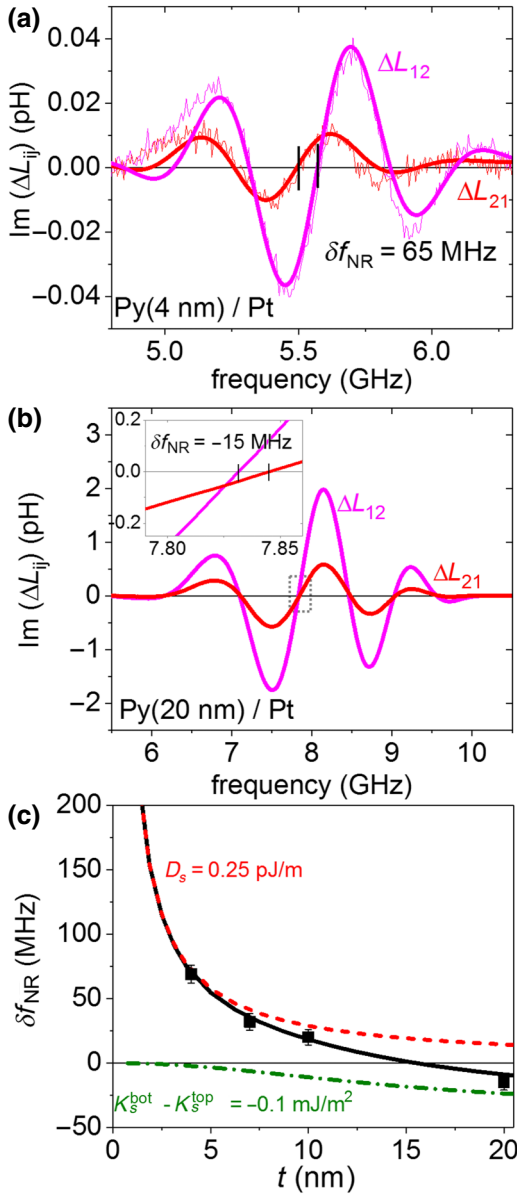 (a)
0.04
0.02
0.00
-0.02
-0.04
Im (ΔL_ij) (pH)
ΔL_12
ΔL_21
δf_NR = 65 MHz
Py(4 nm) / Pt
5.0 5.5 6.0
frequency (GHz)
(b)
3
2
1
0
-1
-2
Im (ΔL_ij) (pH)
0.2
0.0
-0.2
δf_NR = -15 MHz
7.80 7.85
ΔL_12
ΔL_21
Py(20 nm) / Pt
6 7 8 9 10
frequency (GHz)
(c)
200
150
100
50
0
-50
δf_NR (MHz)
D_s = 0.25 pJ/m
K_s^bot - K_s^top = -0.1 mJ/m²
0 5 10 15 20
t (nm)